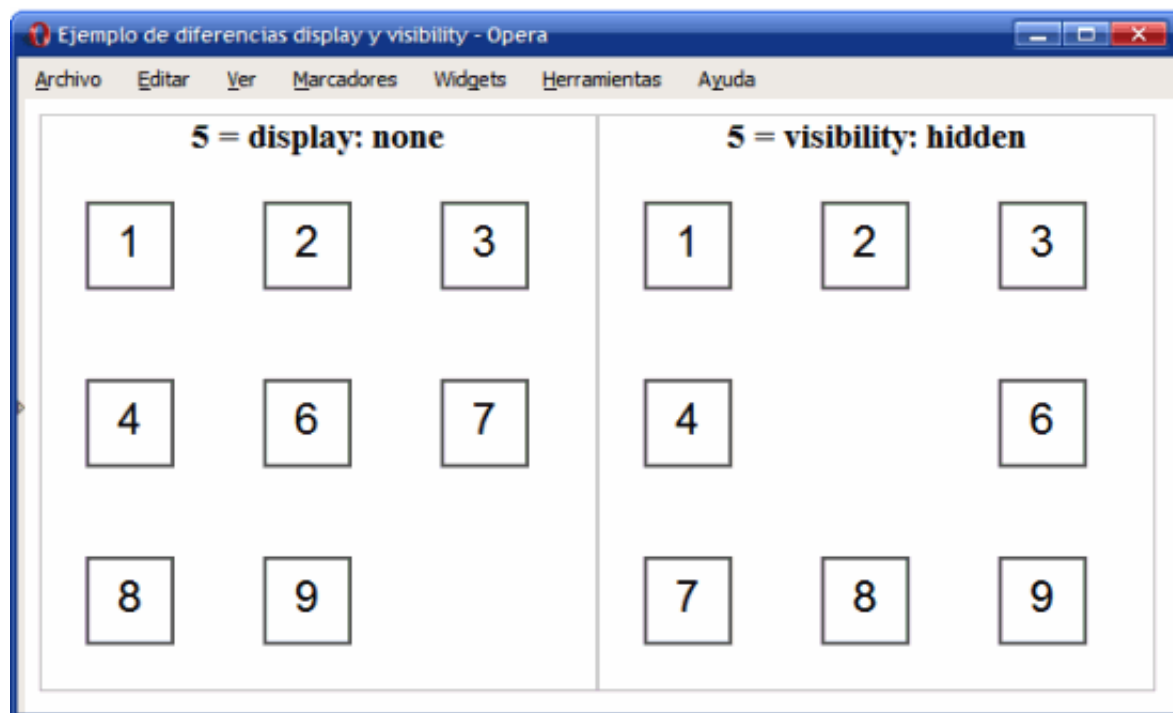 Ejemplo de diferencias display y visibility - Opera
Archivo Editar Ver Marcadores Widgets Herramientas Ayuda
5 = display: none
1 2 3
4 6 7
8 9
5 = visibility: hidden
1 2 3
4 6
7 8 9